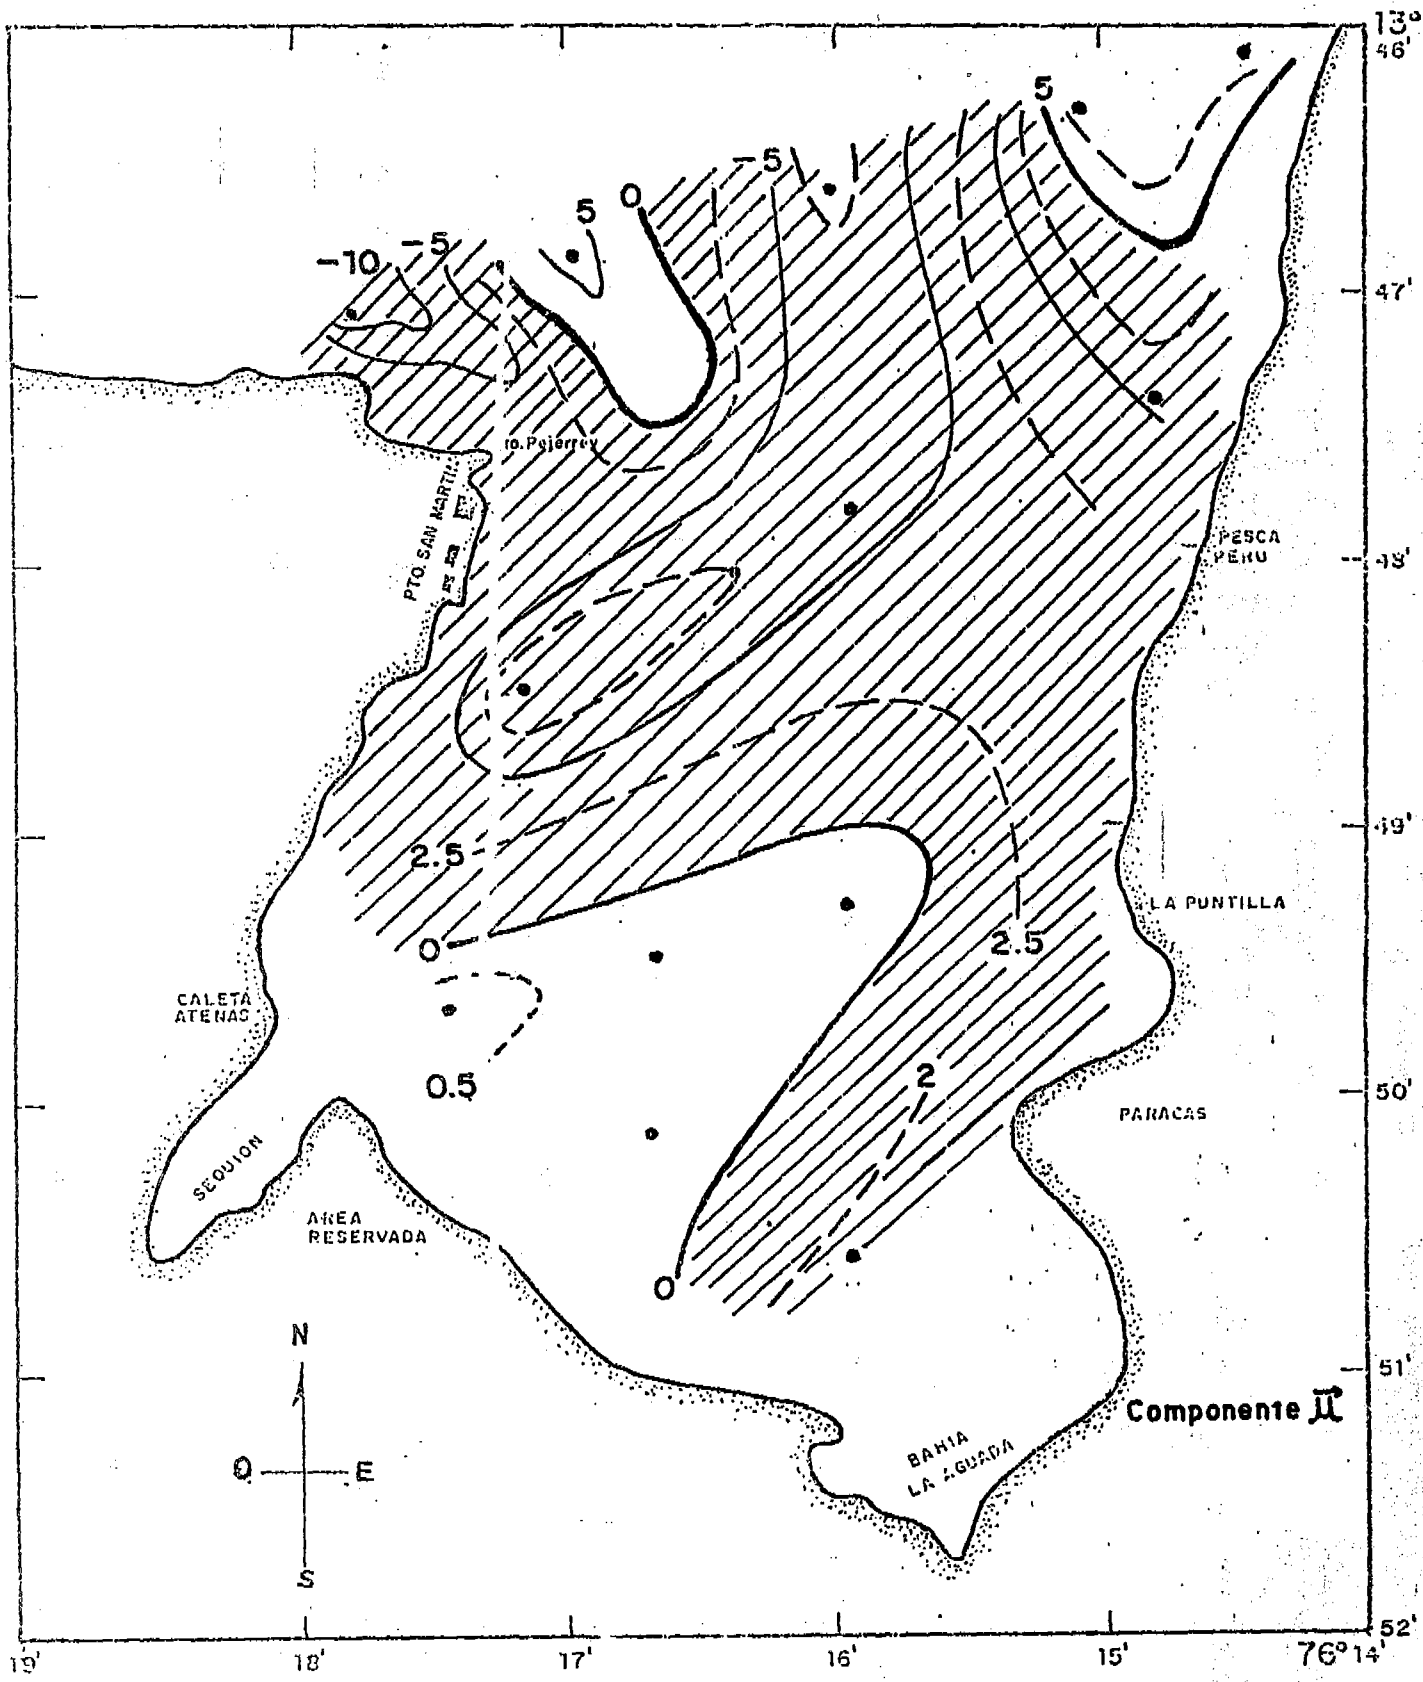 13°
46'
5
-5
0
5
-5
-10
47'
ro. Pejerrey
PTO. SAN MARTI
PESCA
PERU
48'
49'
2.5
LA PUNTILLA
0
2.5
CALETA
ATENAS
0.5
2
50'
PARACAS
SEQUION
AREA
RESERVADA
0
N
51'
Componente μ⃗
BAHIA
LA AGUADA
O
E
S
52'
19'
18'
17'
16'
15'
76°14'